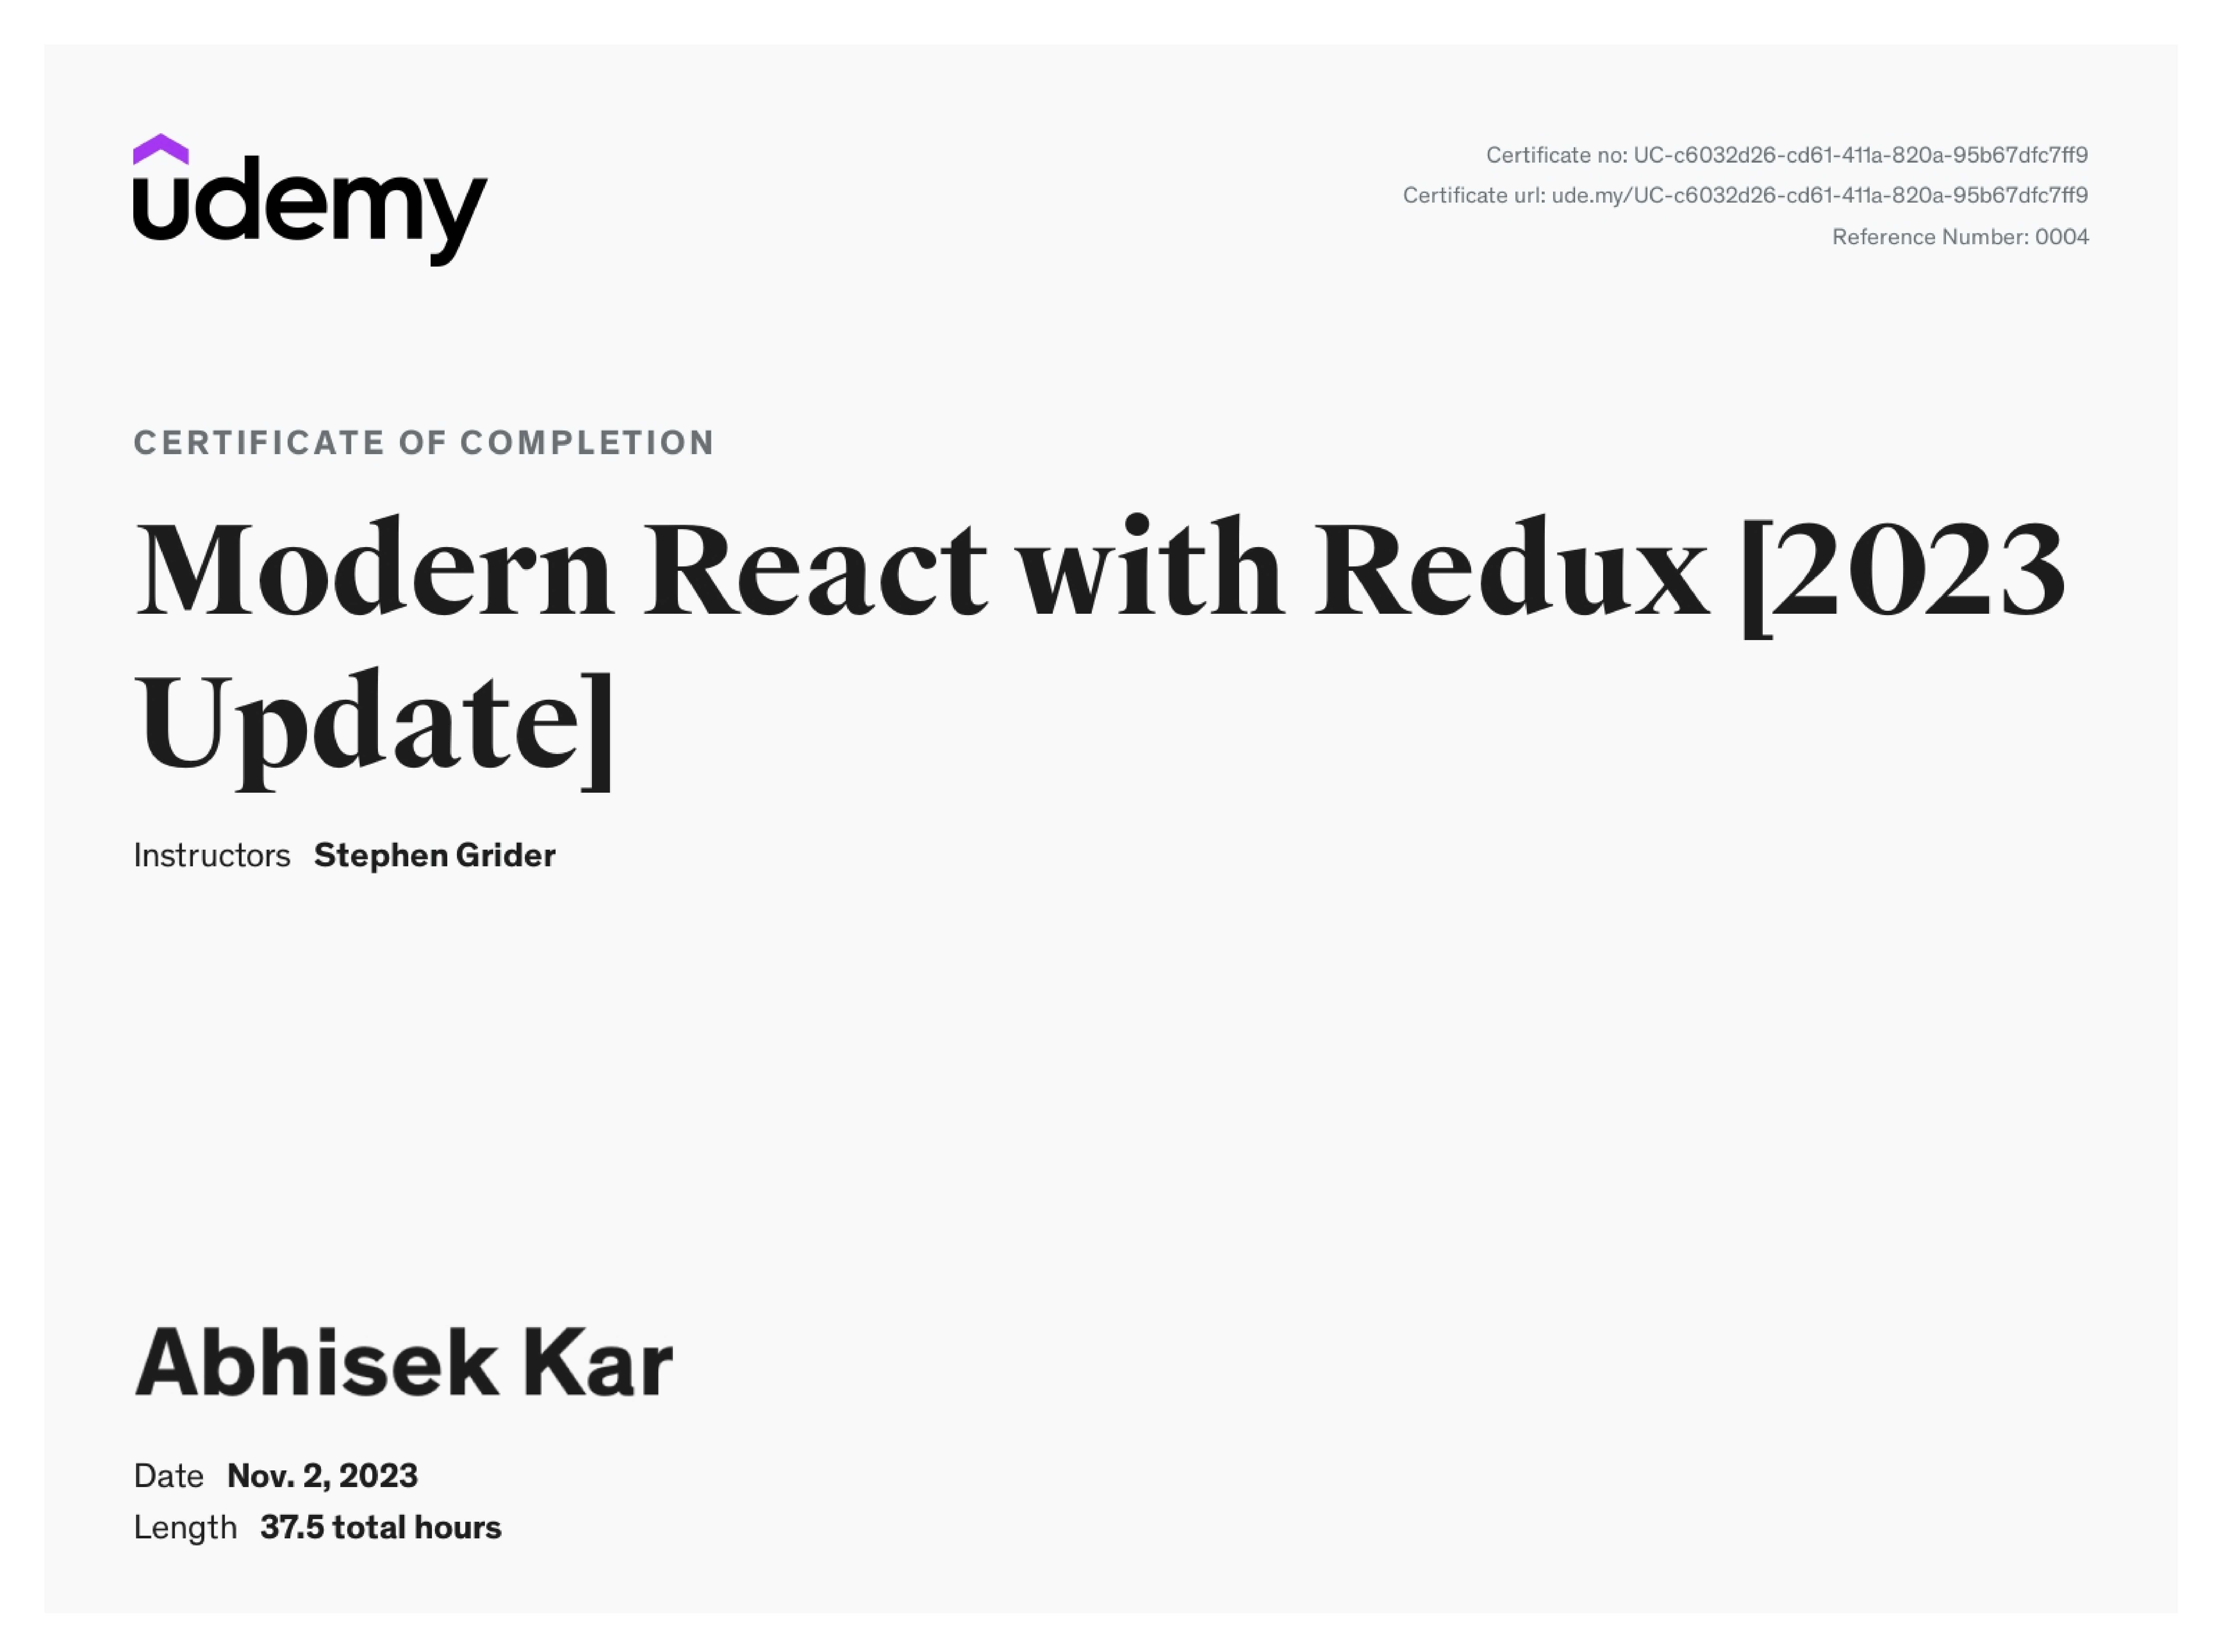 udemy
Certificate no: UC-c6032d26-cd61-411a-820a-95b67dfc7ff9
Certificate url: ude.my/UC-c6032d26-cd61-411a-820a-95b67dfc7ff9
Reference Number: 0004
CERTIFICATE OF COMPLETION
Modern React with Redux [2023
Update]
Instructors Stephen Grider
Abhisek Kar
Date Nov. 2, 2023
Length 37.5 total hours